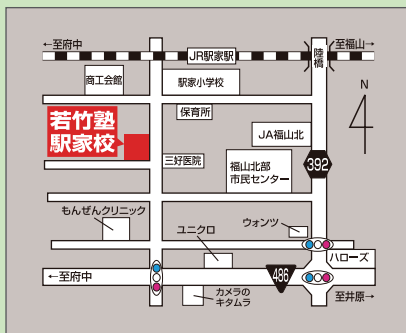 ←至府中
JR駅家駅
陸橋
至福山→
商工会館
駅家小学校
N
保育所
若竹塾
駅家校
JA福山北
三好医院
福山北部
市民センター
392
もんぜんクリニック
ユニクロ
ウォンツ
ハローズ
←至府中
486
カメラの
キタムラ
至井原→